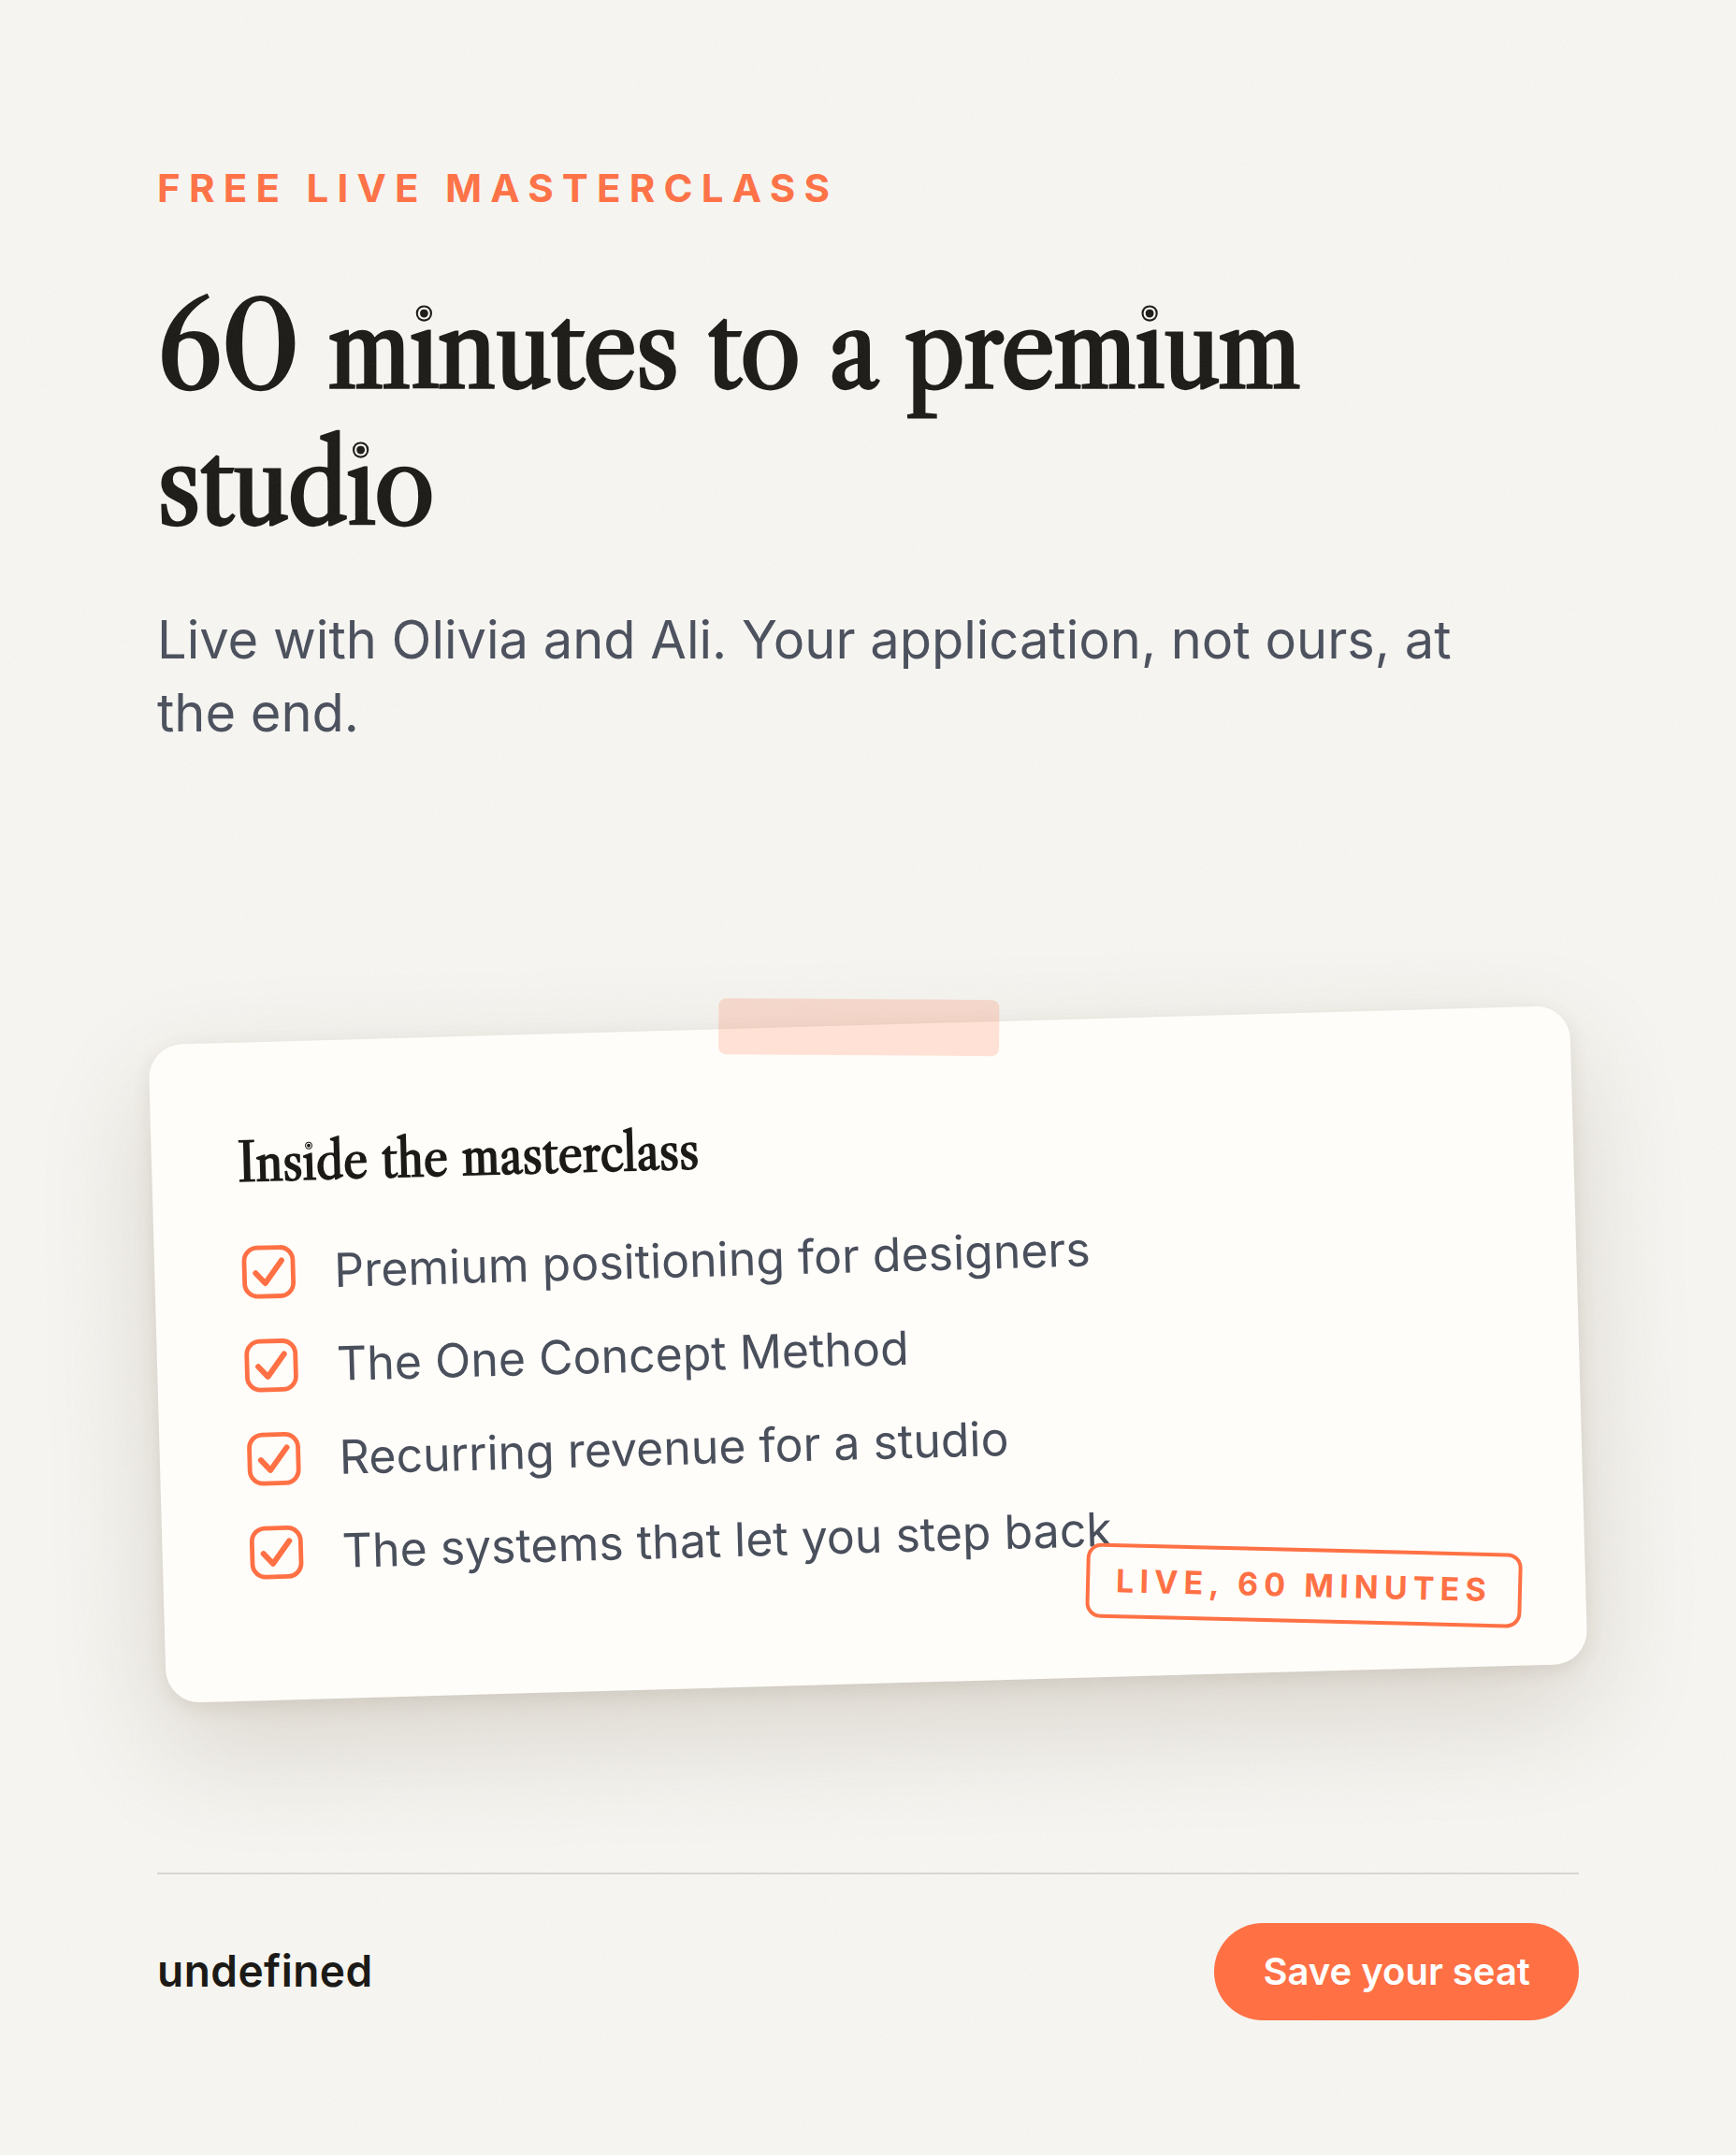 FREE LIVE MASTERCLASS
60 minutes to a premium
studio
Live with Olivia and Ali. Your application, not ours, at
the end.
Inside the masterclass
Premium positioning for designers
The One Concept Method
Recurring revenue for a studio
The systems that let you step back
LIVE, 60 MINUTES
undefined
Save your seat